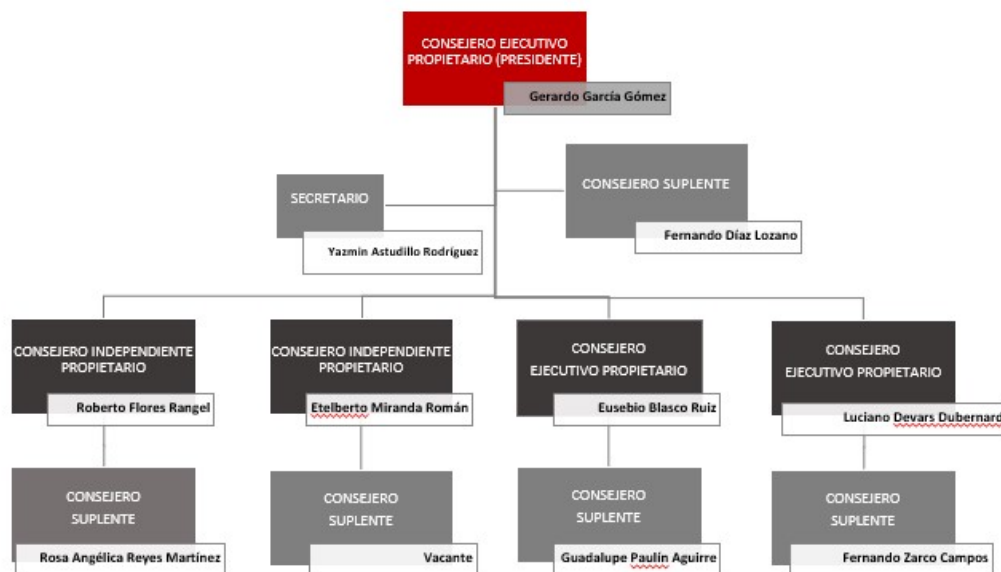 CONSEJERO EJECUTIVO
PROPIETARIO (PRESIDENTE)
Gerardo García Gómez
SECRETARIO
Yazmín Astudillo Rodríguez
CONSEJERO SUPLENTE
Fernando Díaz Lozano
CONSEJERO INDEPENDIENTE
PROPIETARIO
Roberto Flores Rangel
CONSEJERO INDEPENDIENTE
PROPIETARIO
Etelberto Miranda Román
CONSEJERO
EJECUTIVO PROPIETARIO
Eusebio Blasco Ruiz
CONSEJERO
EJECUTIVO PROPIETARIO
Luciano Devars Dubernard
CONSEJERO
SUPLENTE
Rosa Angélica Reyes Martínez
CONSEJERO
SUPLENTE
Vacante
CONSEJERO
SUPLENTE
Guadalupe Paulín Aguirre
CONSEJERO
SUPLENTE
Fernando Zarco Campos